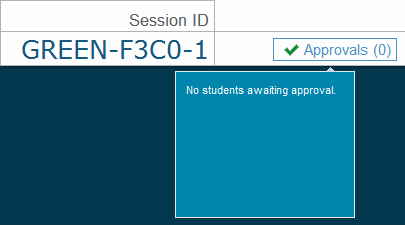 Session ID
GREEN-F3C0-1
Approvals (0)
No students awaiting approval.